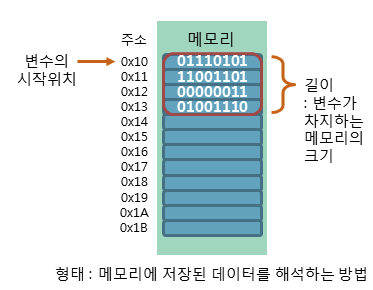 주소
메모리
변수의
시작위치
0x10
01110101
0x11
11001101
0x12
00000011
0x13
01001110
0x14
0x15
0x16
0x17
0x18
0x19
0x1A
0x1B
길이
: 변수가
차지하는
메모리의
크기
형태 : 메모리에 저장된 데이터를 해석하는 방법